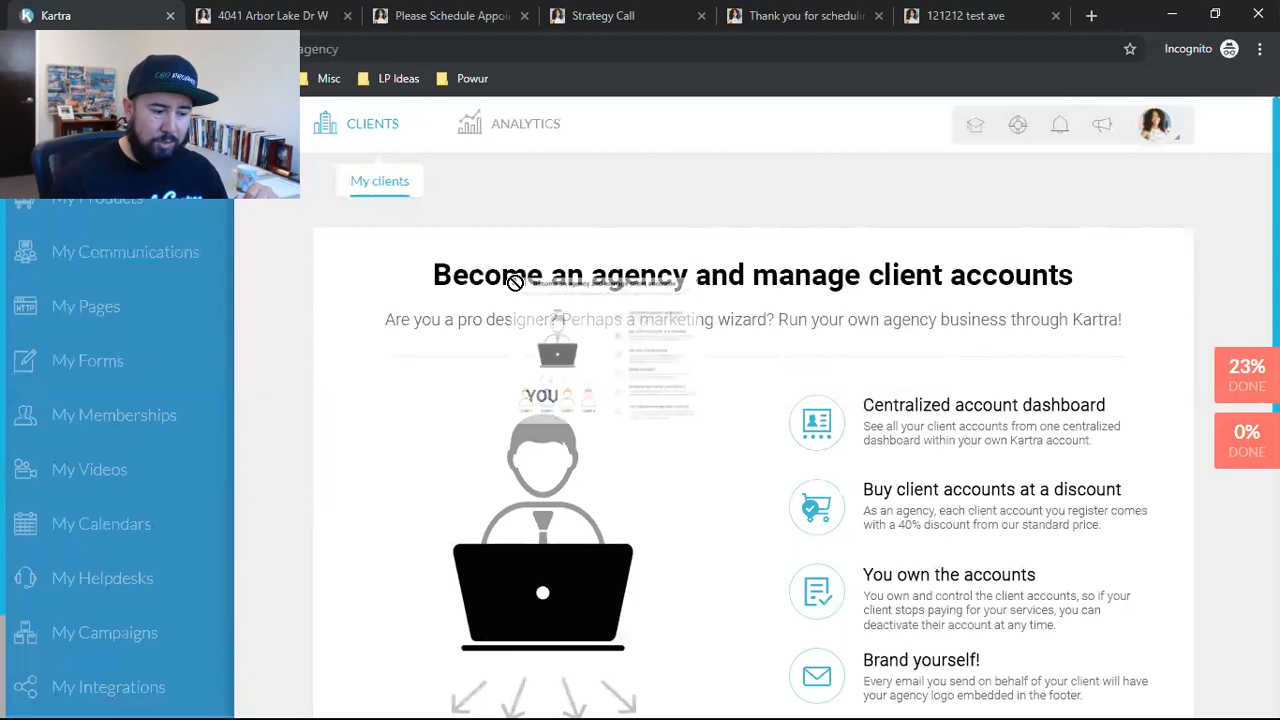 Kartra
4041 Arbor Lake Dr W
Please Schedule Appoi
Strategy Call
Thank you for schedulin
121212 test
agency
Incognito
Misc
LP Ideas
Powur
CLIENTS
ANALYTICS
My clients
My Products
My Communications
My Pages
My Forms
My Memberships
My Videos
My Calendars
My Helpdesks
My Campaigns
My Integrations
Become an agency and manage client accounts
Are you a pro designer? Perhaps a marketing wizard? Run your own agency business through Kartra!
YOU
Centralized account dashboard
See all your client accounts from one centralized
dashboard within your own Kartra account.
Buy client accounts at a discount
As an agency, each client account you register comes
with a 40% discount from our standard price.
You own the accounts
You own and control the client accounts, so if your
client stops paying for your services, you can
deactivate their account at any time.
Brand yourself!
Every email you send on behalf of your client will have
your agency logo embedded in the footer.
23%
DONE
0%
DONE